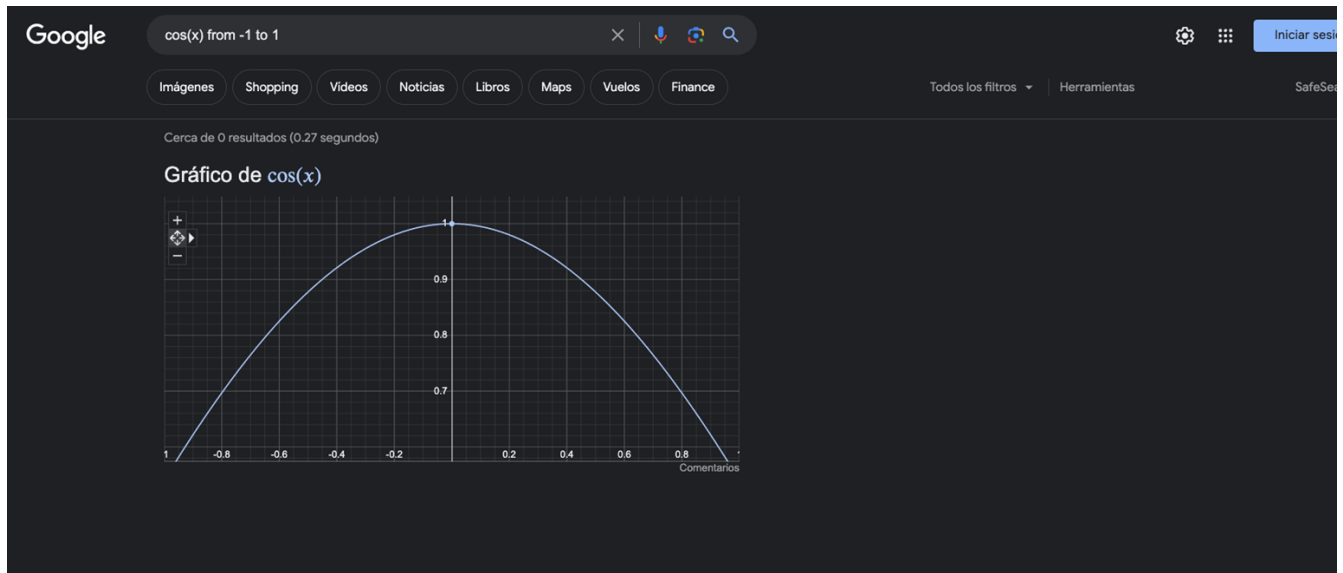 Google
cos(x) from -1 to 1
Iniciar sesi
Imágenes Shopping Videos Noticias Libros Maps Vuelos Finance Todos los filtros Herramientas SafeSea
Cerca de 0 resultados (0.27 segundos)
Gráfico de cos(x)
+
−
1
0.9
0.8
0.7
1 -0.8 -0.6 -0.4 -0.2 0.2 0.4 0.6 0.8
Comentarios